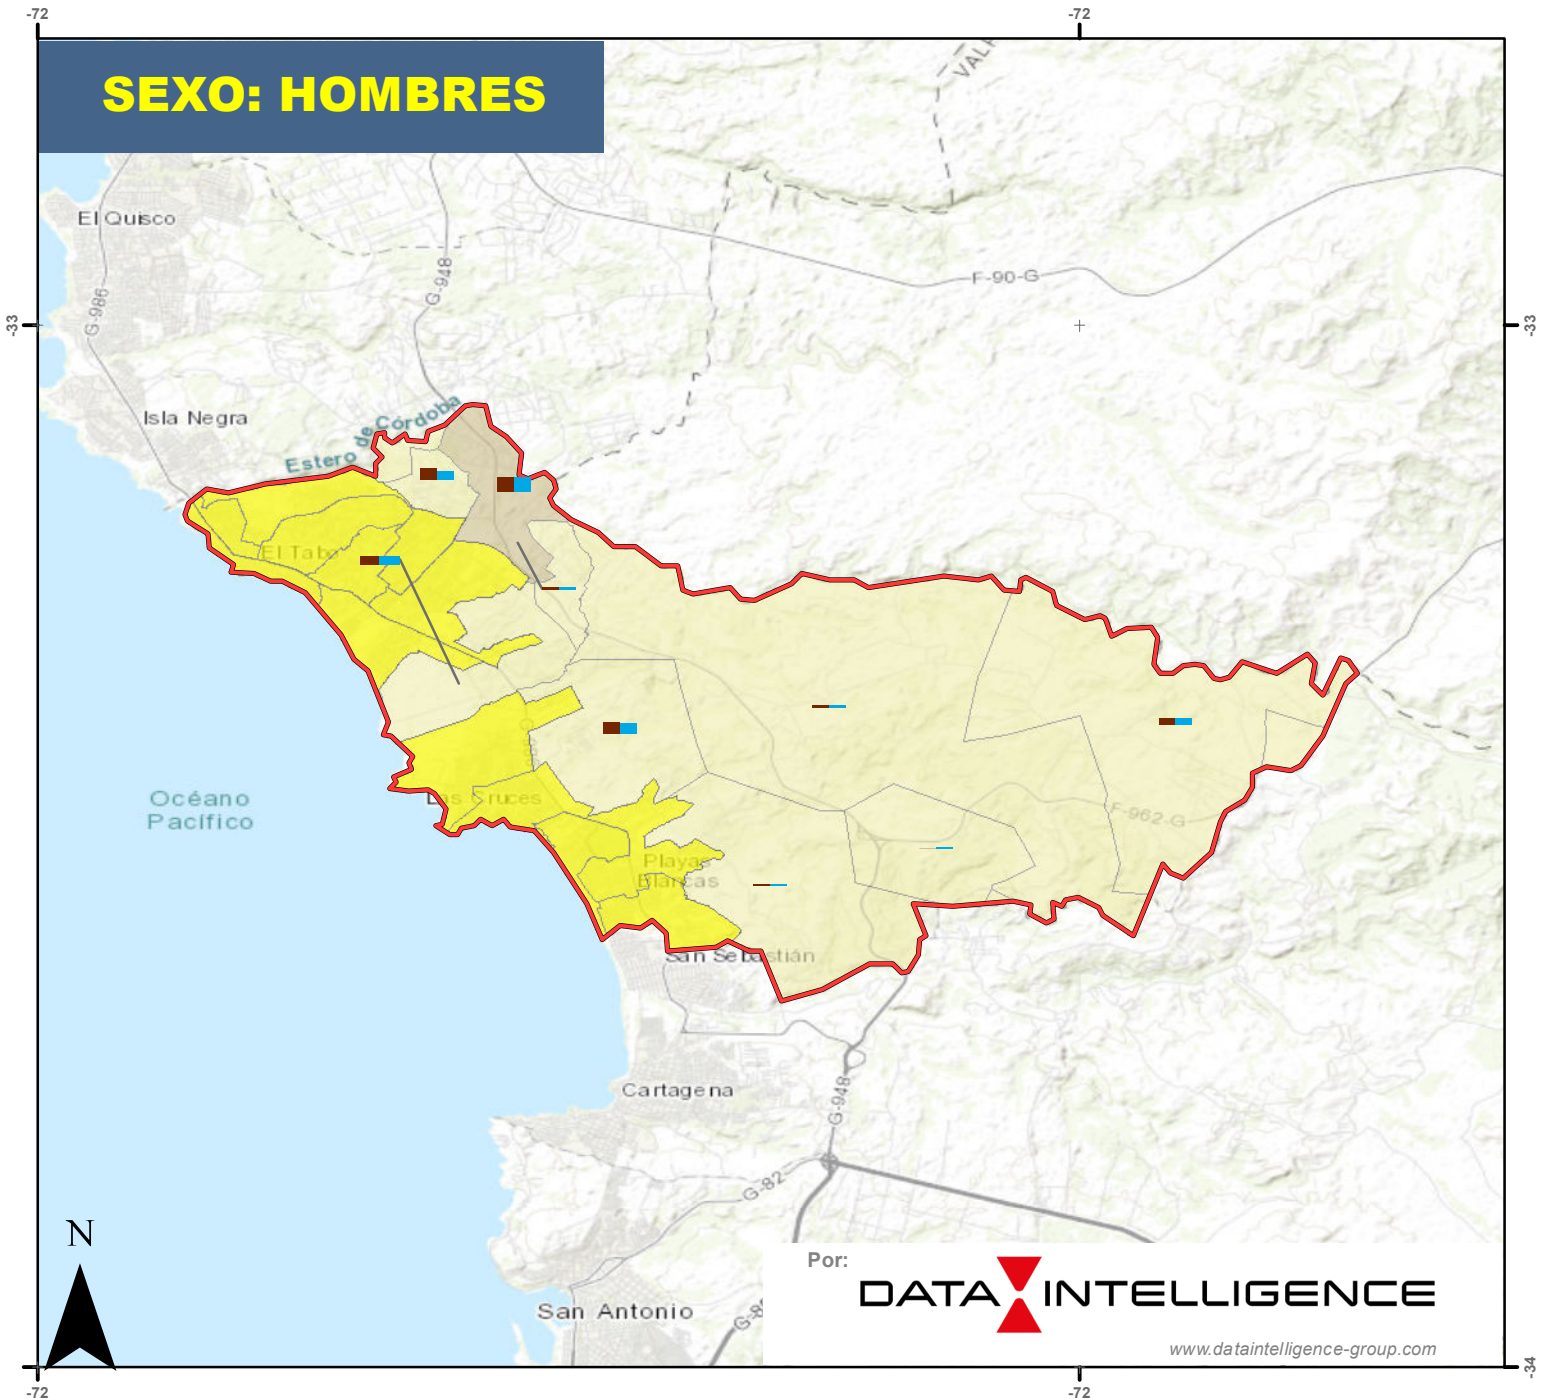 -72
-72
SEXO: HOMBRES
El Quisco
G-986
G-948
F-90-G
-33
-33
Isla Negra
Estero de Córdoba
El Tabo
Océano
Pacífico
Las Cruces
F-962-G
Playas
Blancas
San Sebastián
Cartagena
G-948
G-82
N
San Antonio
Por:
DATA INTELLIGENCE
www.dataintelligence-group.com
-34
-72
-72